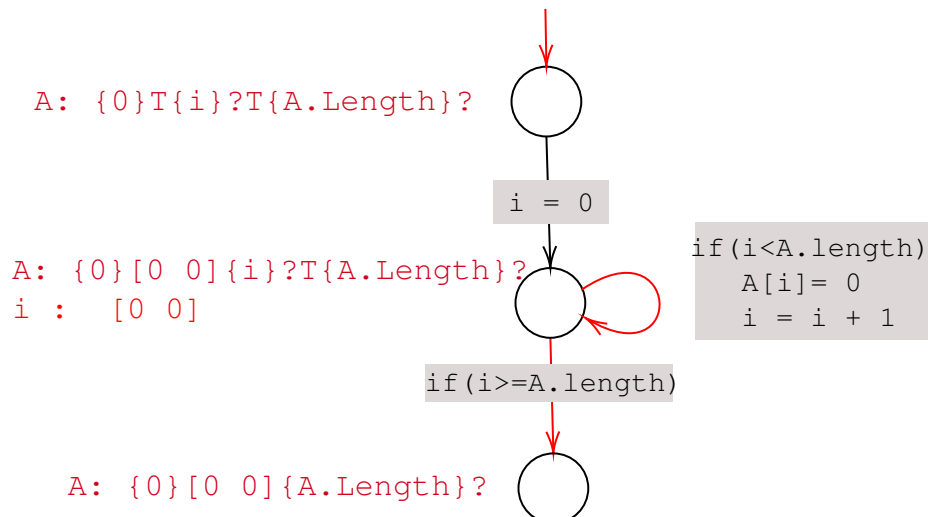 A: {0}T{i}?T{A.Length}?
i = 0
A: {0}[0 0]{i}?T{A.Length}?
i : [0 0]
if(i<A.length)
A[i]= 0
i = i + 1
if(i>=A.length)
A: {0}[0 0]{A.Length}?